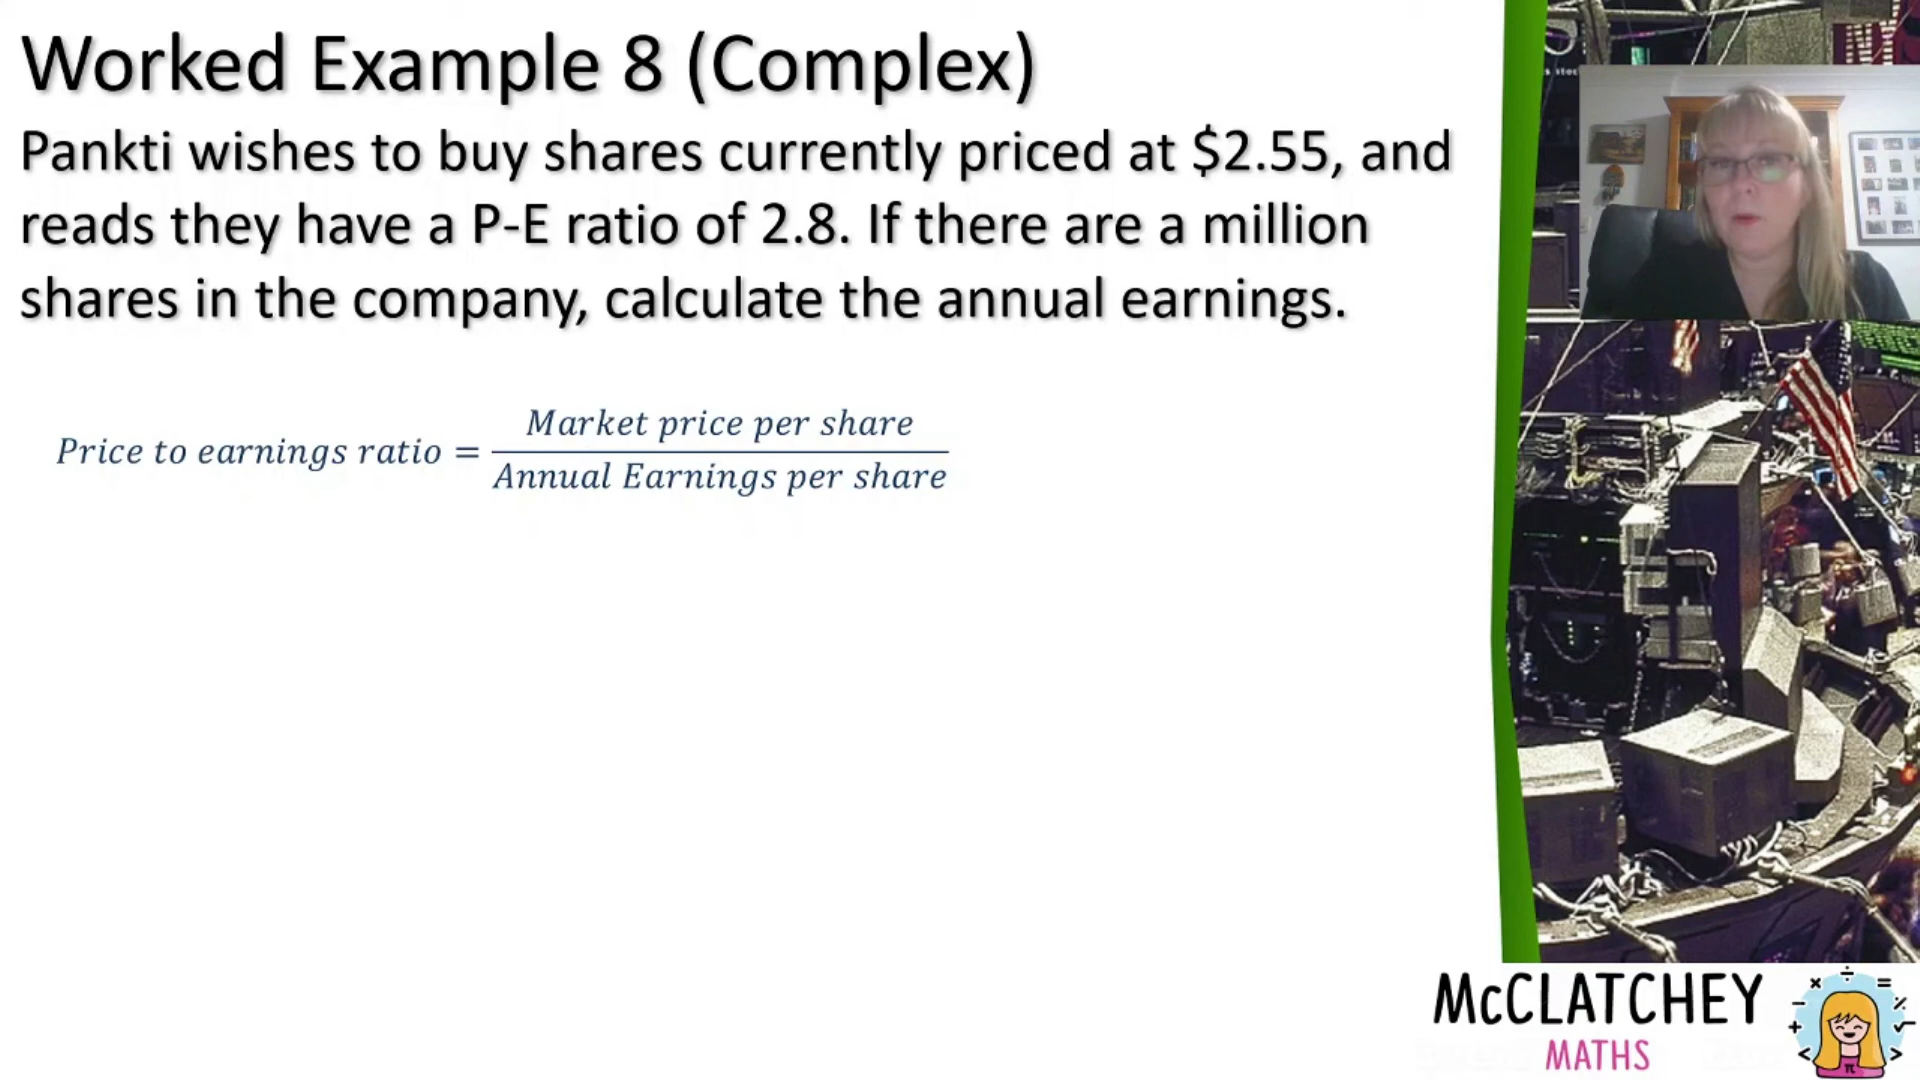 Worked Example 8 (Complex)
Pankti wishes to buy shares currently priced at $2.55, and
reads they have a P-E ratio of 2.8. If there are a million
shares in the company, calculate the annual earnings.
Price to earnings ratio = Market price per share
Annual Earnings per share
McCLATCHEY
MATHS